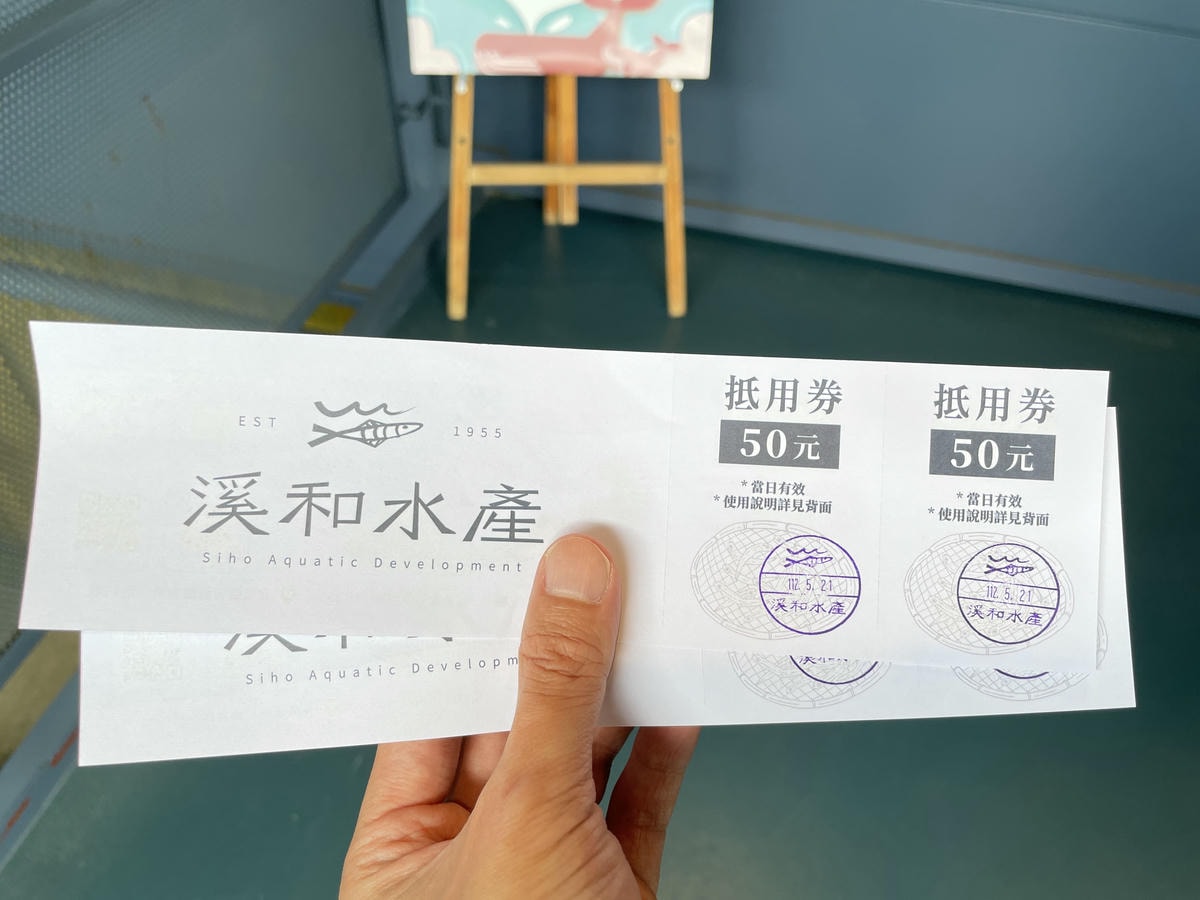 EST 1955
溪和水產
Siho Aquatic Development
抵用券
50元
*當日有效
*使用說明詳見背面
112. 5. 21
溪和水產
抵用券
50元
*當日有效
*使用說明詳見背面
112. 5. 21
溪和水產
Siho Aquatic Developm